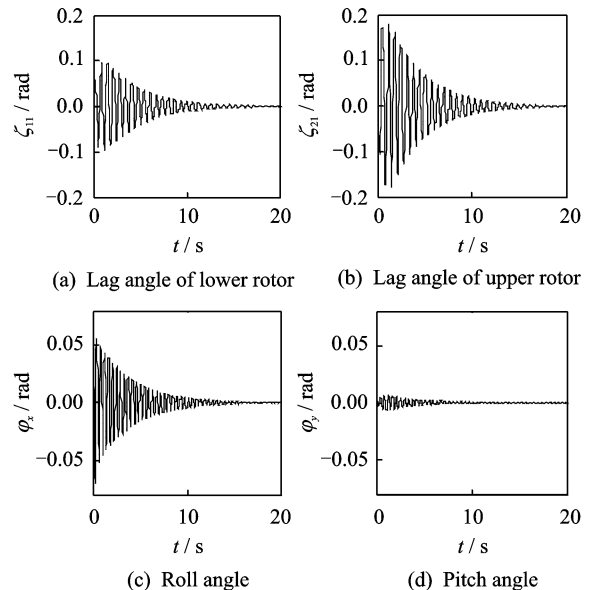 0.2
0.1
0.0
−0.1
−0.2
ζ₁₁ / rad
0
10
20
t / s
(a) Lag angle of lower rotor
0.2
0.1
0.0
−0.1
−0.2
ζ₂₁ / rad
0
10
20
t / s
(b) Lag angle of upper rotor
0.05
0.00
−0.05
φₓ / rad
0
10
20
t / s
(c) Roll angle
0.05
0.00
−0.05
φ_y / rad
0
10
20
t / s
(d) Pitch angle